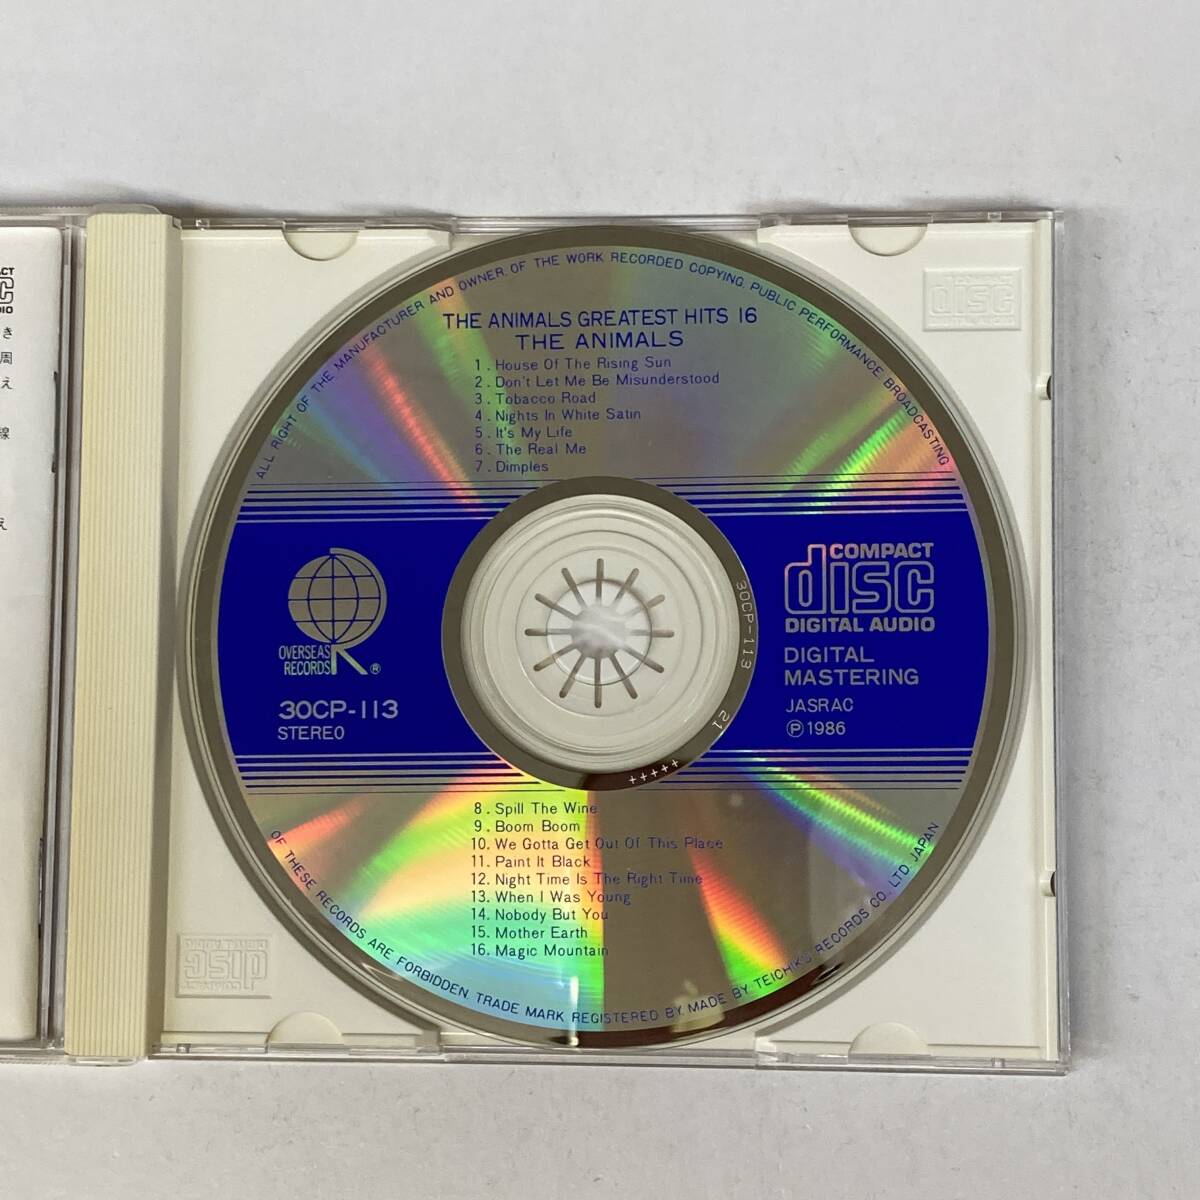 ACT
C
DIO
き
周
え
線
え
ALL RIGHT OF THE MANUFACTURER AND OWNER, OF THE WORK RECORDED COPYING, PUBLIC PERFORMANCE BROADCASTING
THE ANIMALS GREATEST HITS 16
THE ANIMALS
1. House Of The Rising Sun
2. Don't Let Me Be Misunderstood
3. Tobacco Road
4. Nights In White Satin
5. It's My Life
6. The Real Me
7. Dimples
OVERSEAS
RECORDS
R
®
30CP-113
STEREO
COMPACT
disc
DIGITAL AUDIO
DIGITAL
MASTERING
JASRAC
Ⓟ 1986
30CP-113 21 +++++
8. Spill The Wine
9. Boom Boom
10. We Gotta Get Out Of This Place
11. Paint It Black
12. Night Time Is The Right Time
13. When I Was Young
14. Nobody But You
15. Mother Earth
16. Magic Mountain
OF THESE RECORDS ARE FORBIDDEN, TRADE MARK REGISTERED BY, MADE BY TEICHIKU RECORDS CO., LTD. JAPAN
disc
COMPACT
disc
DIGITAL AUDIO